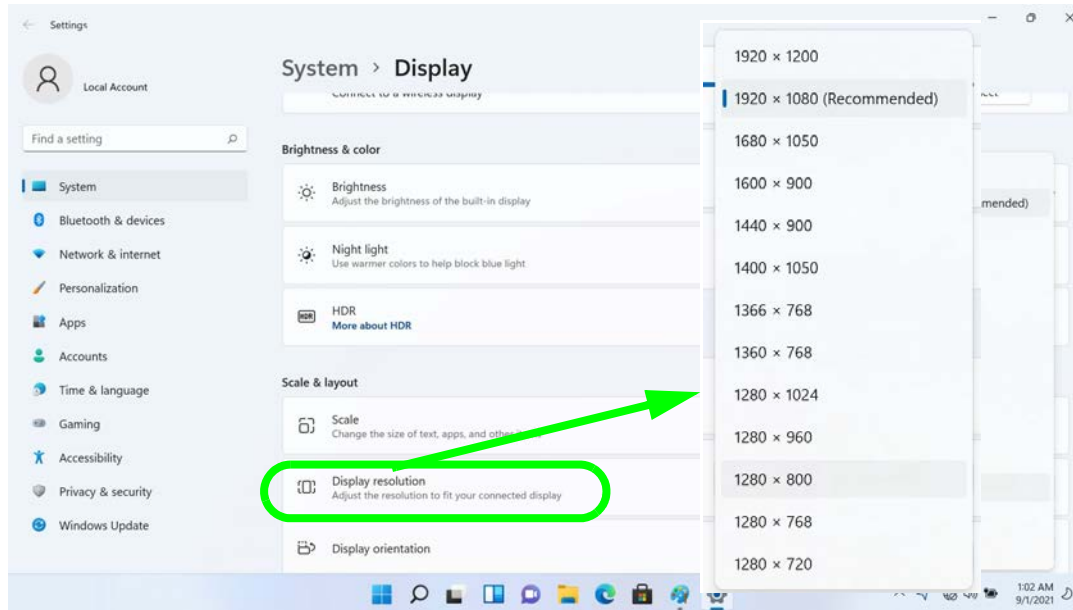 Settings
Local Account
Find a setting
System
Bluetooth & devices
Network & internet
Personalization
Apps
Accounts
Time & language
Gaming
Accessibility
Privacy & security
Windows Update
System > Display
Connect to a wireless display
Brightness & color
Brightness
Adjust the brightness of the built-in display
Night light
Use warmer colors to help block blue light
HDR
HDR
More about HDR
Scale & layout
Scale
Change the size of text, apps, and other
Display resolution
Adjust the resolution to fit your connected display
Display orientation
1920 × 1200
1920 × 1080 (Recommended)
1680 × 1050
1600 × 900
1440 × 900
1400 × 1050
1366 × 768
1360 × 768
1280 × 1024
1280 × 960
1280 × 800
1280 × 768
1280 × 720
mended)
1:02 AM
9/1/2021